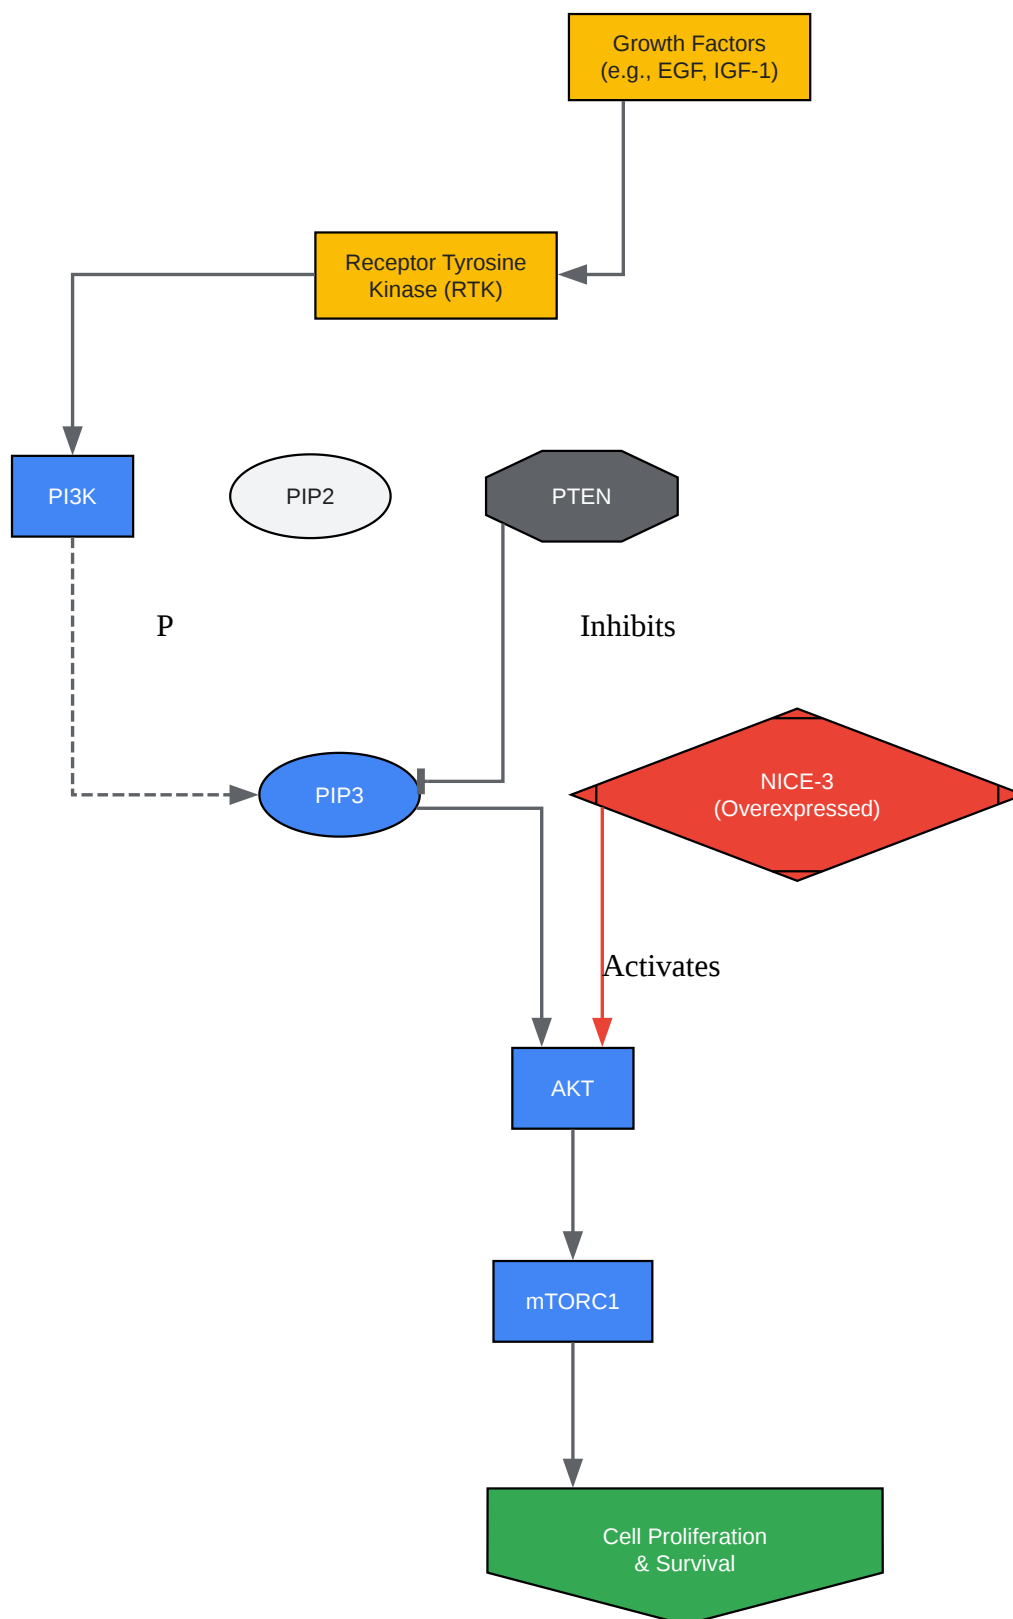 Growth Factors
(e.g., EGF, IGF-1)
Receptor Tyrosine
Kinase (RTK)
PI3K
PIP2
PTEN
P
Inhibits
PIP3
NICE-3
(Overexpressed)
Activates
AKT
mTORC1
Cell Proliferation
& Survival